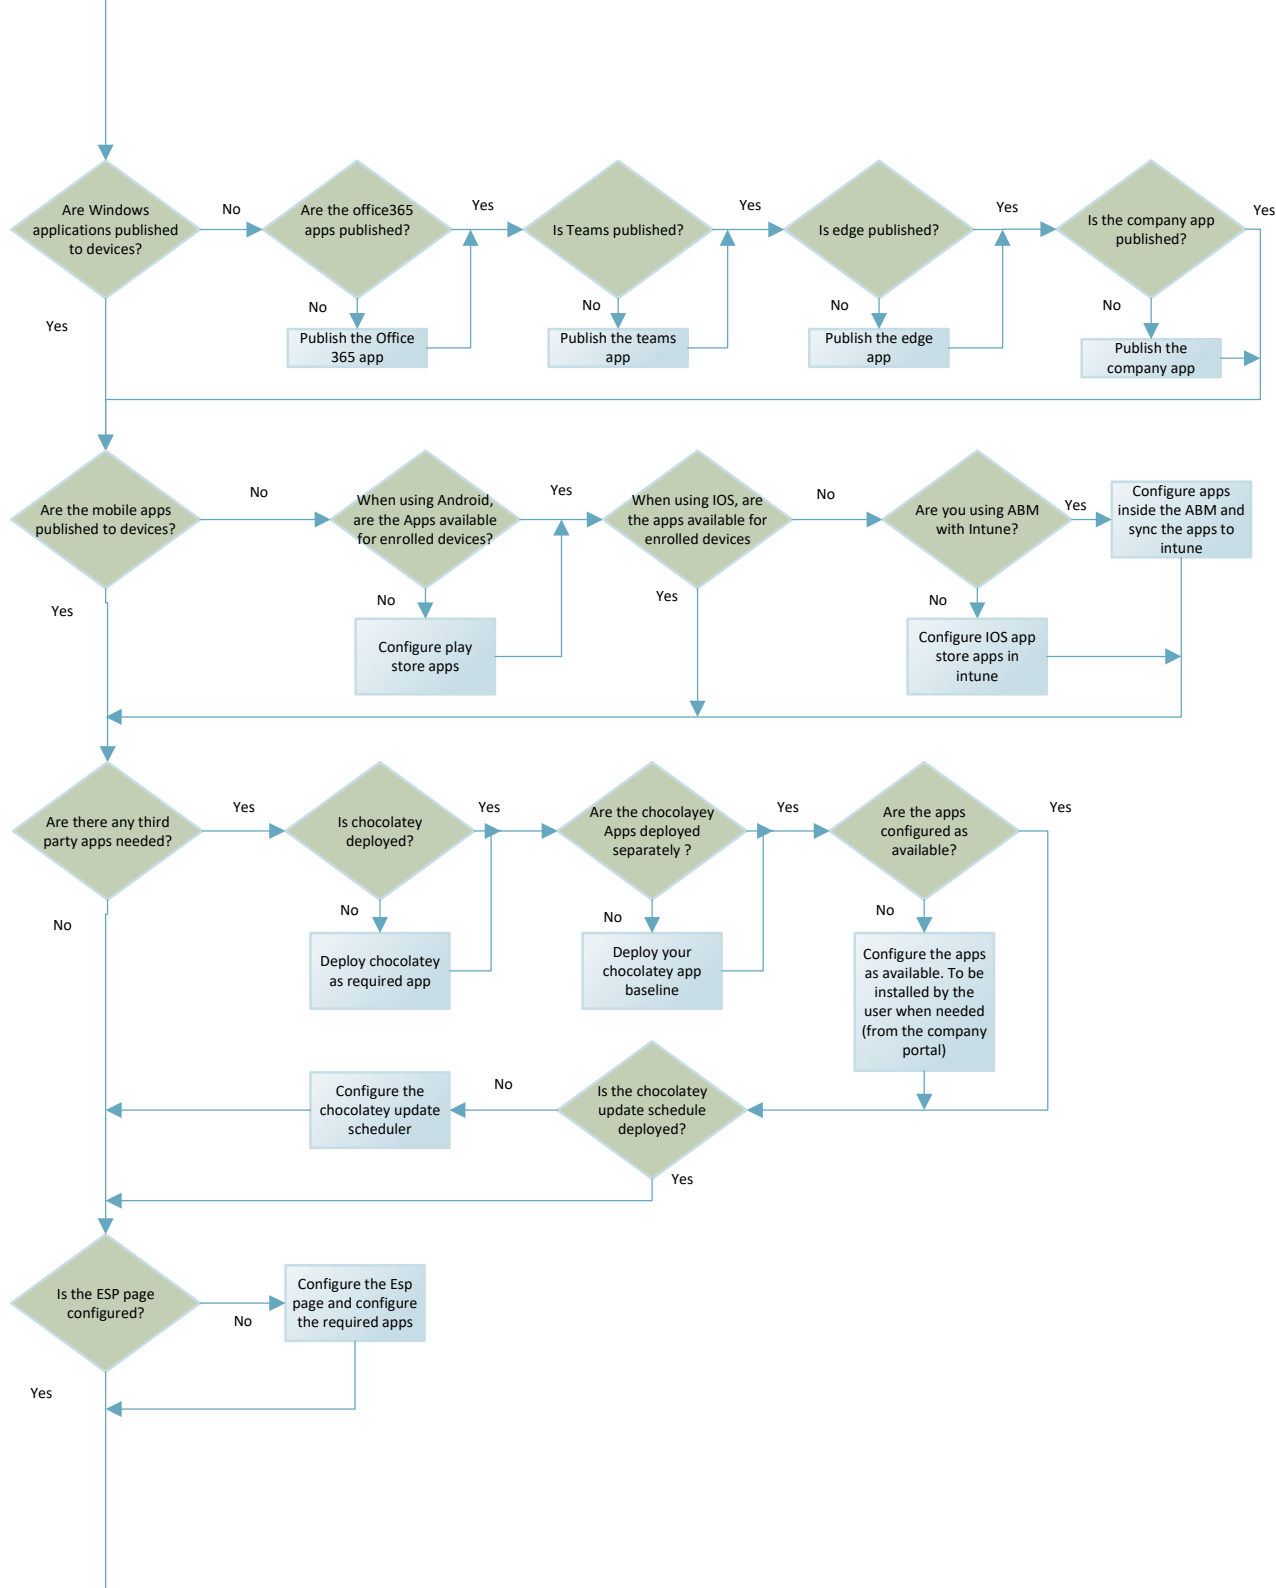 Are Windows
applications published
to devices?
No
Are the office365
apps published?
Yes
Is Teams published?
Yes
Is edge published?
Yes
Is the company app
published?
Yes
Yes
No
Publish the Office
365 app
No
Publish the teams
app
No
Publish the edge
app
No
Publish the
company app
Are the mobile apps
published to devices?
No
When using Android,
are the Apps available
for enrolled devices?
Yes
When using IOS, are
the apps available for
enrolled devices
No
Are you using ABM
with Intune?
Yes
Configure apps
inside the ABM and
sync the apps to
intune
Yes
No
Configure play
store apps
Yes
No
Configure IOS app
store apps in
intune
Are there any third
party apps needed?
Yes
Is chocolatey
deployed?
Yes
Are the chocolayey
Apps deployed
separately ?
Yes
Are the apps
configured as
available?
Yes
No
No
Deploy chocolatey
as required app
No
Deploy your
chocolatey app
baseline
No
Configure the apps
as available. To be
installed by the
user when needed
(from the company
portal)
Configure the
chocolatey update
scheduler
No
Is the chocolatey
update schedule
deployed?
Yes
Is the ESP page
configured?
No
Configure the Esp
page and configure
the required apps
Yes